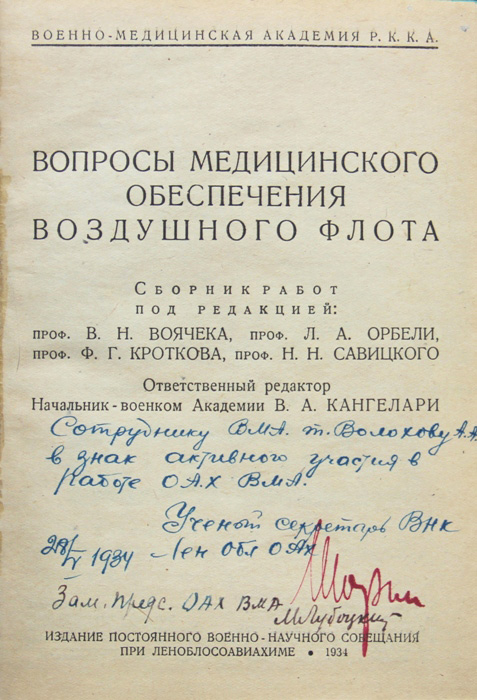 ВОЕННО-МЕДИЦИНСКАЯ АКАДЕМИЯ Р. К. К. А.
ВОПРОСЫ МЕДИЦИНСКОГО
ОБЕСПЕЧЕНИЯ
ВОЗДУШНОГО ФЛОТА
СБОРНИК РАБОТ
ПОД РЕДАКЦИЕЙ:
ПРОФ. В. Н. ВОЯЧЕКА, ПРОФ. Л. А. ОРБЕЛИ,
ПРОФ. Ф. Г. КРОТКОВА, ПРОФ. Н. Н. САВИЦКОГО
Ответственный редактор
Начальник-военком Академии В. А. КАНГЕЛАРИ
Сотруднику ВМА т. Волохову А.А.
в знак активного участия в
работе ОАХ ВМА.
Ученый секретарь ВНК
28/V 1934 Лен Обл ОАХ
Зам. предс. ОАХ ВМА
ИЗДАНИЕ ПОСТОЯННОГО ВОЕННО-НАУЧНОГО СОВЕЩАНИЯ
ПРИ ЛЕНОБЛОСОАВИАХИМЕ • 1934